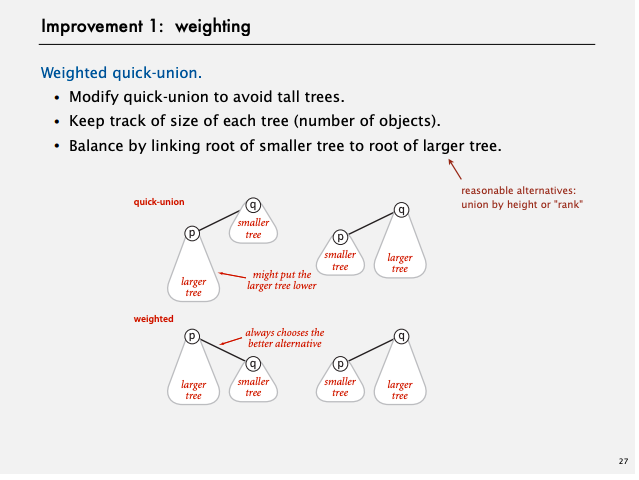 Improvement 1: weighting
Weighted quick-union.
• Modify quick-union to avoid tall trees.
• Keep track of size of each tree (number of objects).
• Balance by linking root of smaller tree to root of larger tree.
reasonable alternatives:
union by height or "rank"
quick-union
p
larger
tree
q
smaller
tree
might put the
larger tree lower
p
smaller
tree
q
larger
tree
weighted
p
larger
tree
always chooses the
better alternative
q
smaller
tree
p
smaller
tree
q
larger
tree
27